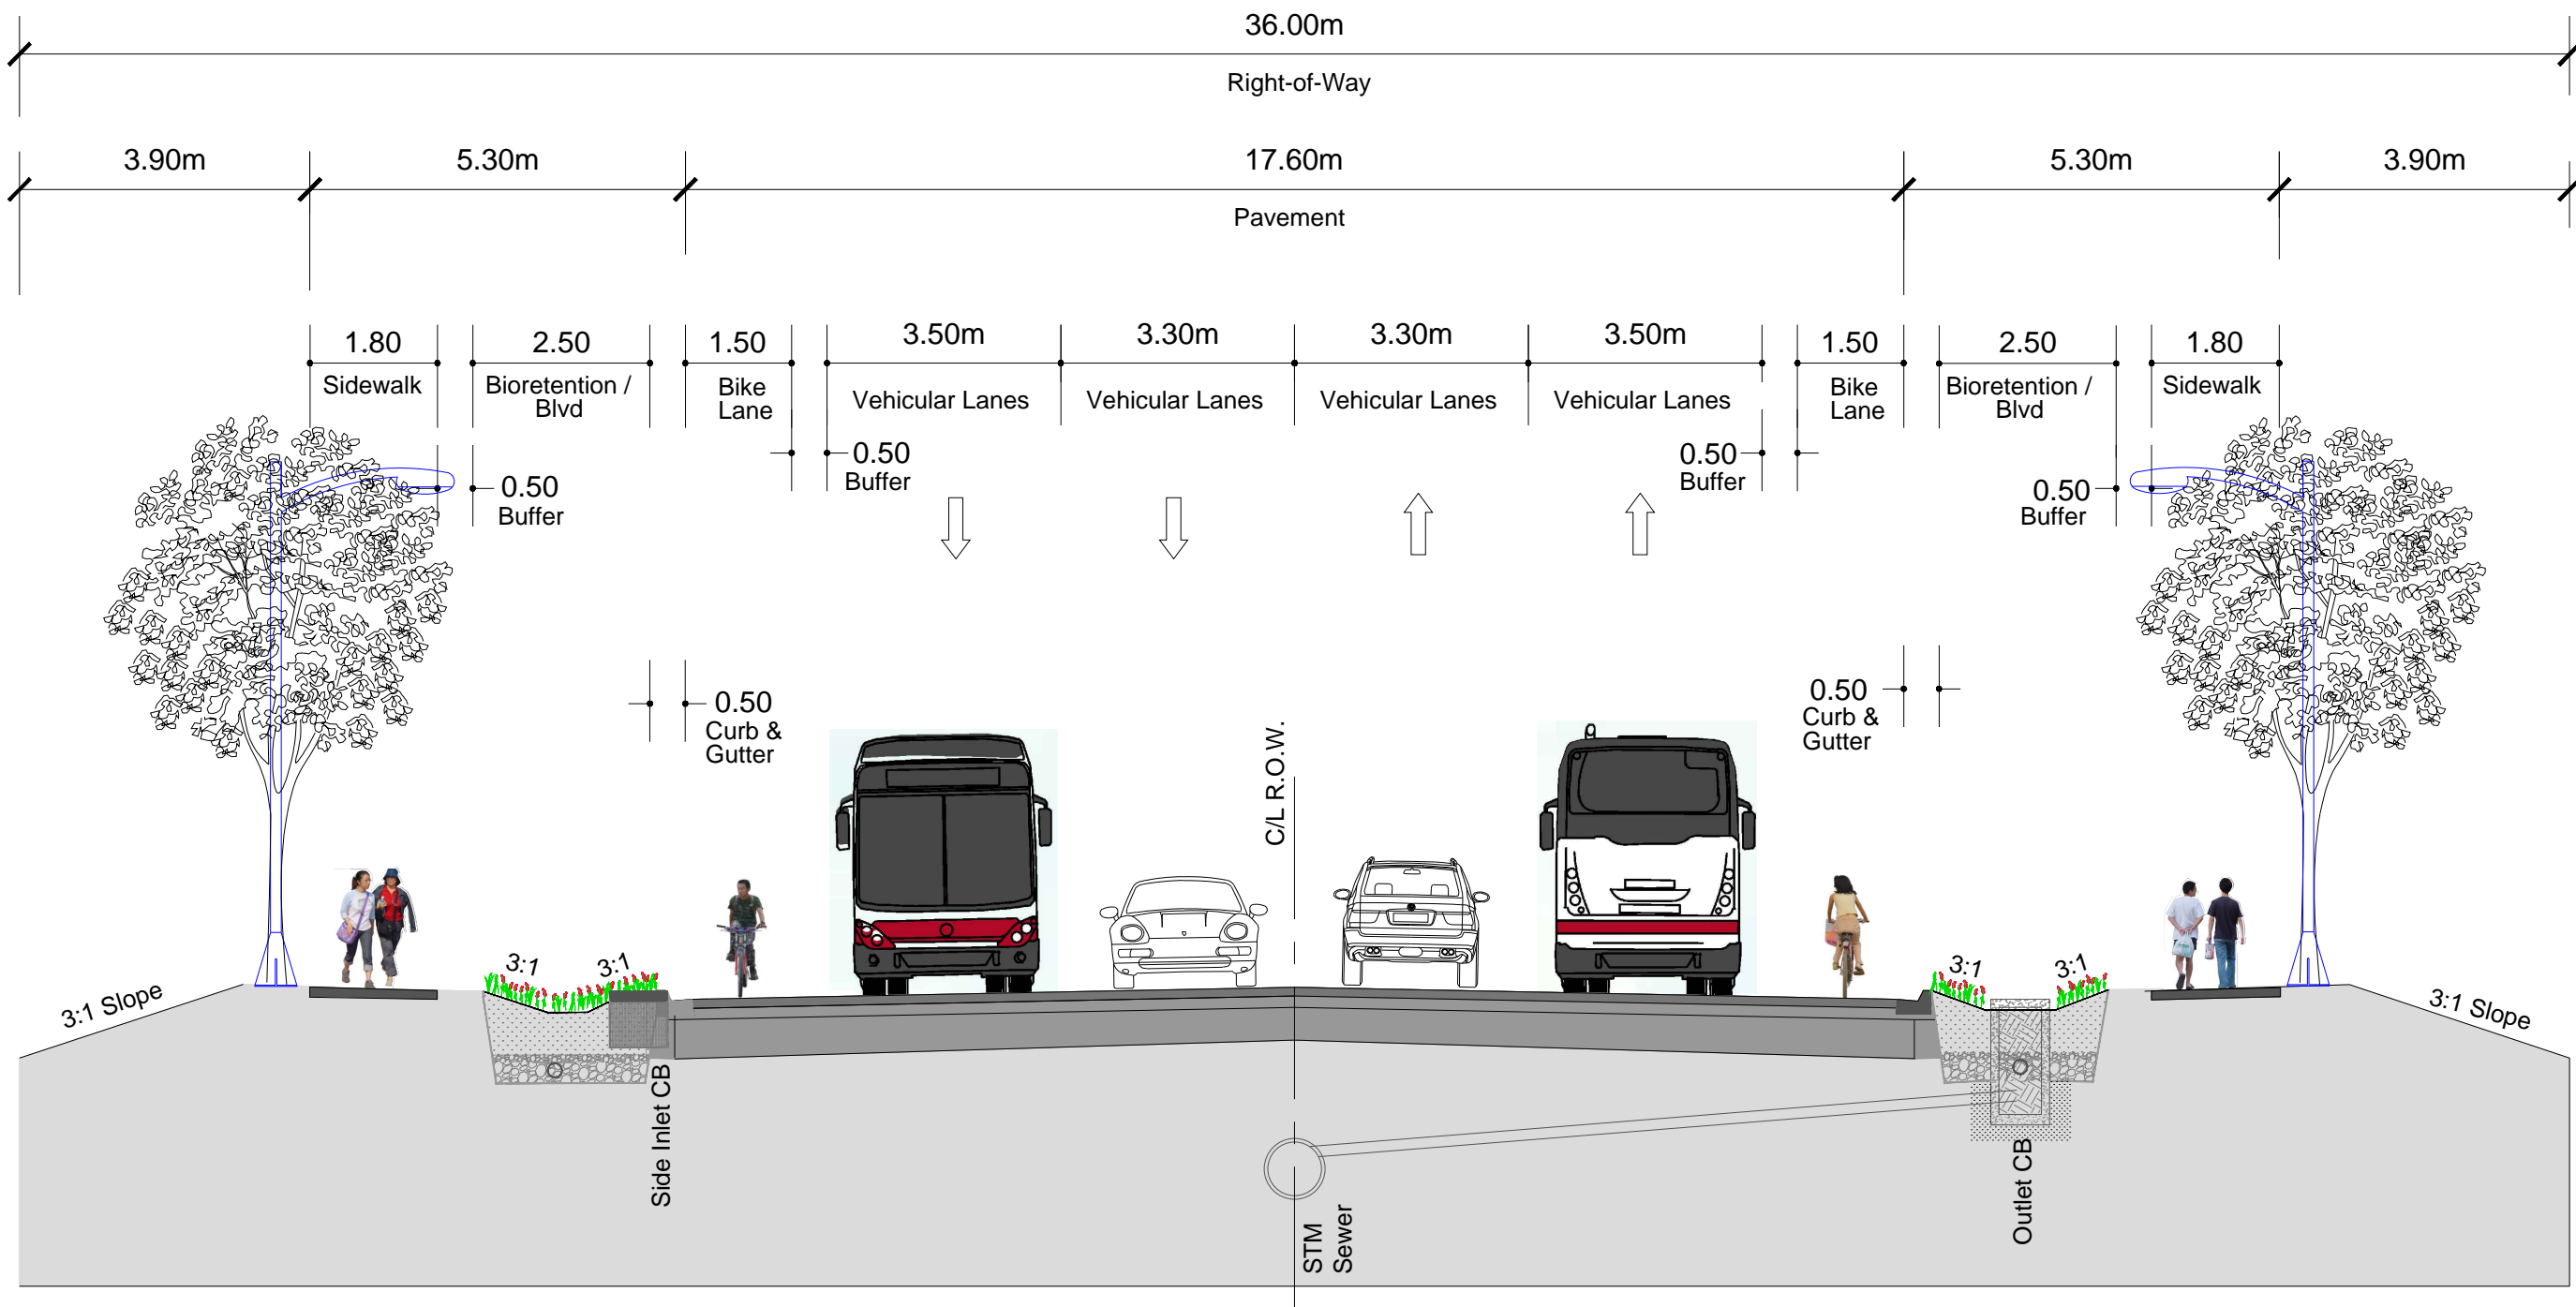 36.00m
Right-of-Way
3.90m
5.30m
17.60m
5.30m
3.90m
Pavement
1.80
2.50
1.50
3.50m
3.30m
3.30m
3.50m
1.50
2.50
1.80
Sidewalk
Bioretention /
Blvd
Bike
Lane
Vehicular Lanes
Vehicular Lanes
Vehicular Lanes
Vehicular Lanes
Bike
Lane
Bioretention /
Blvd
Sidewalk
0.50
Buffer
0.50
Buffer
0.50
Buffer
0.50
Buffer
0.50
Curb &
Gutter
0.50
Curb &
Gutter
C/L R.O.W.
3:1 Slope
3:1
3:1
3:1
3:1
3:1 Slope
Side Inlet CB
STM
Sewer
Outlet CB